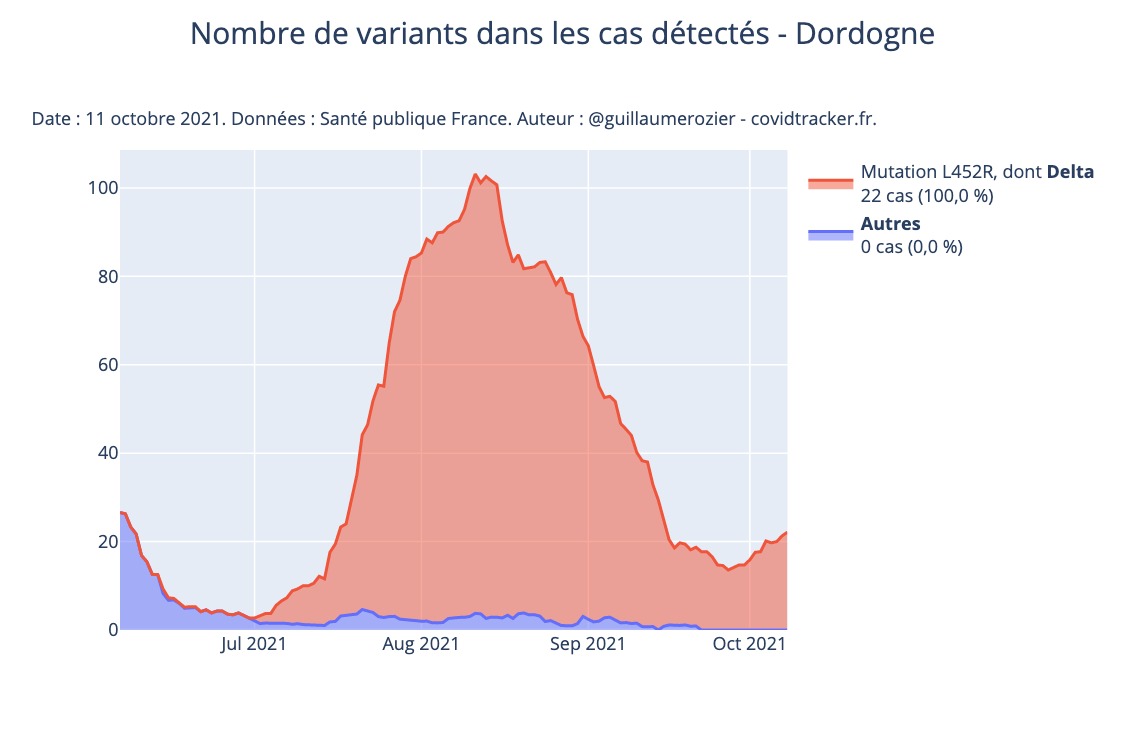 Nombre de variants dans les cas détectés - Dordogne
Date : 11 octobre 2021. Données : Santé publique France. Auteur : @guillaumerozier - covidtracker.fr.
Mutation L452R, dont Delta
22 cas (100,0 %)
Autres
0 cas (0,0 %)
100
80
60
40
20
0
Jul 2021
Aug 2021
Sep 2021
Oct 2021